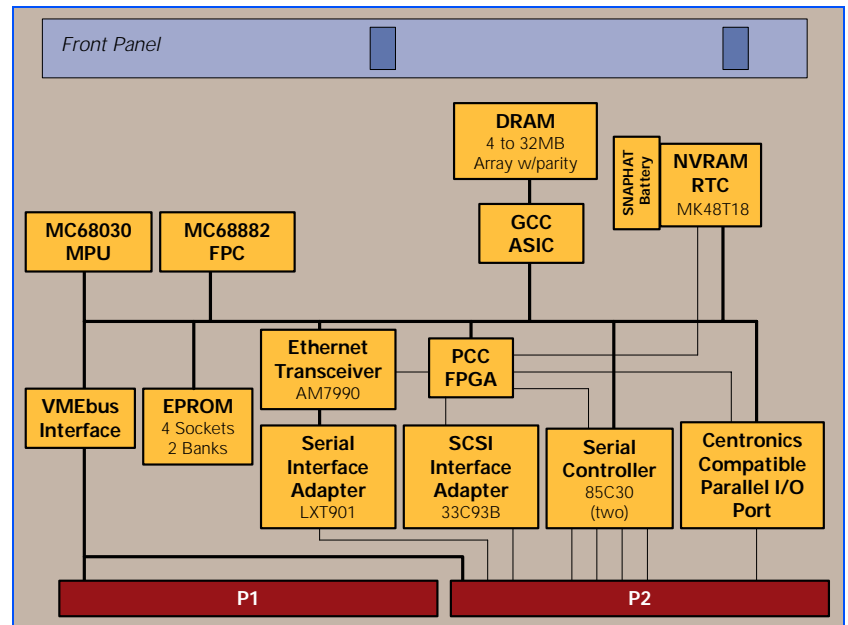 Front Panel
DRAM
4 to 32MB
Array w/parity
SNAPHAT
Battery
NVRAM
RTC
MK48T18
MC68030
MPU
MC68882
FPC
GCC
ASIC
Ethernet
Transceiver
AM7990
PCC
FPGA
VMEbus
Interface
EPROM
4 Sockets
2 Banks
Serial
Interface
Adapter
LXT901
SCSI
Interface
Adapter
33C93B
Serial
Controller
85C30
(two)
Centronics
Compatible
Parallel I/O
Port
P1
P2